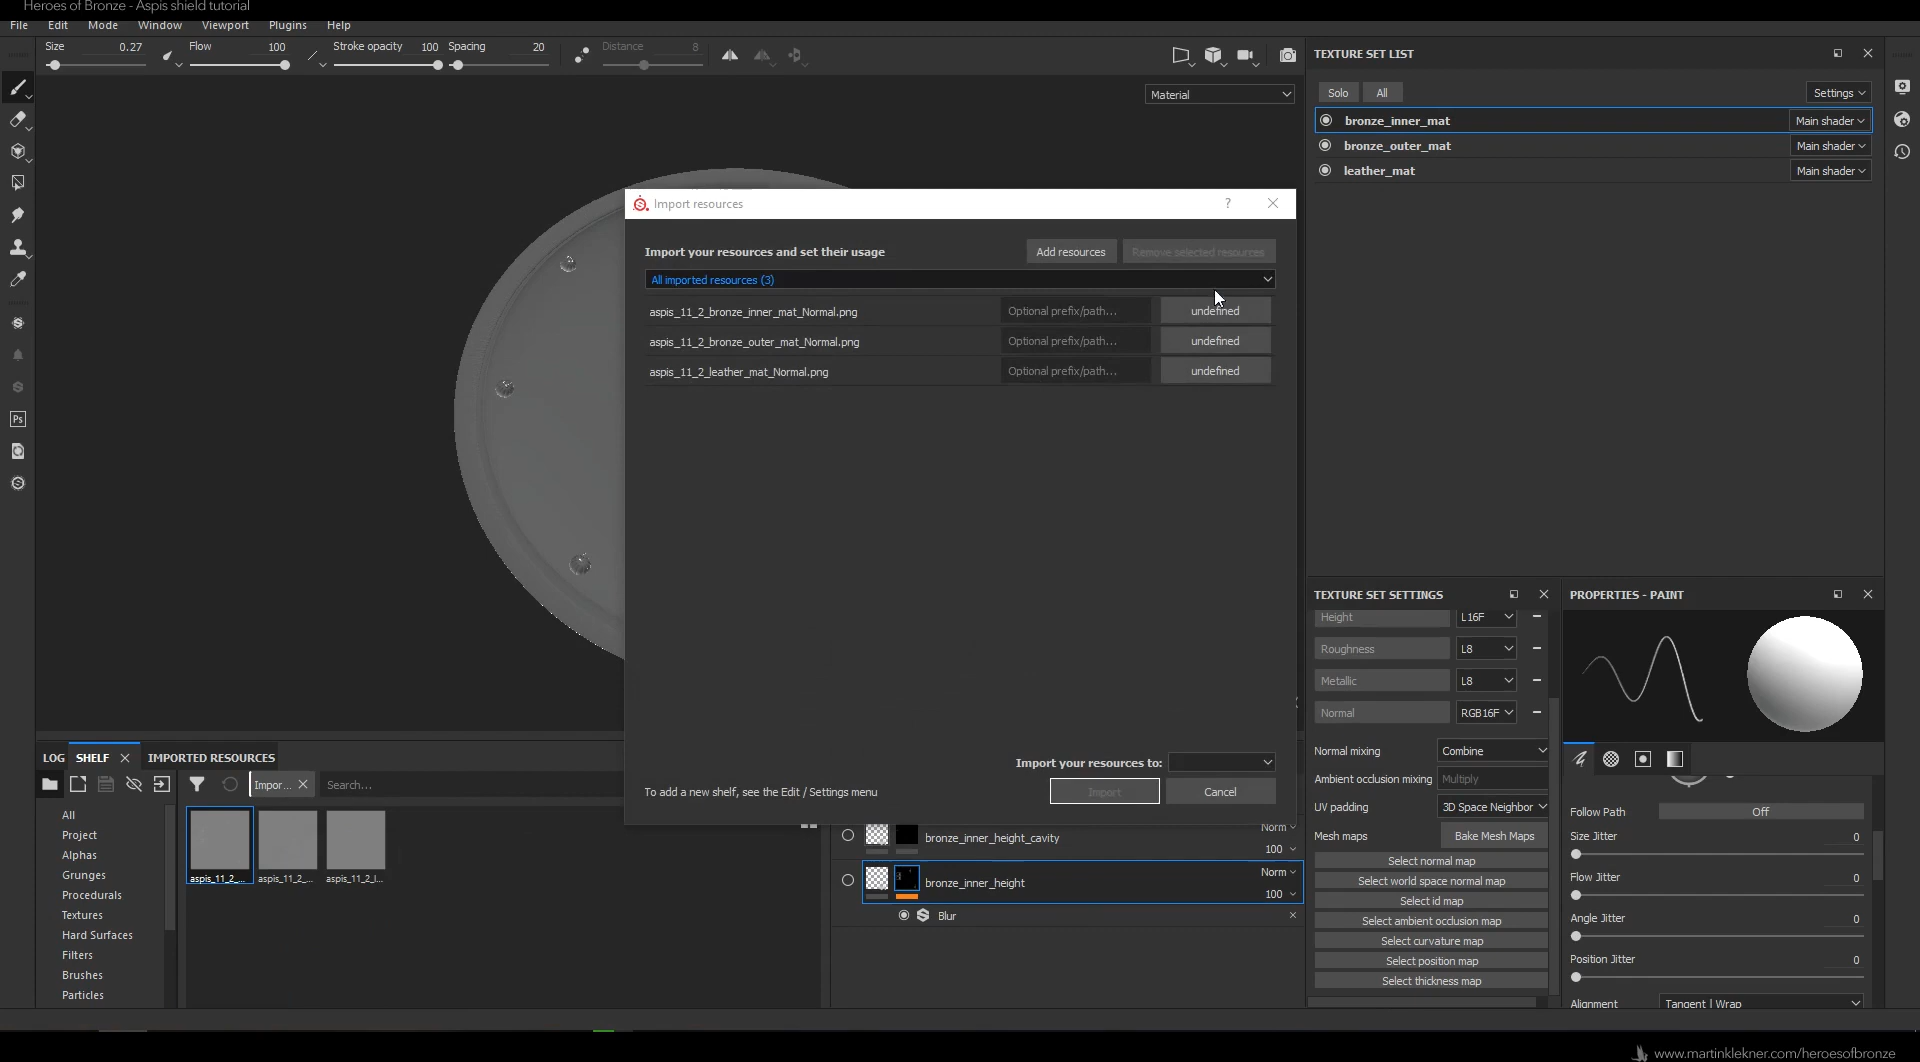 Heroes of Bronze - Aspis shield tutorial
File Edit Mode Window Viewport Plugins Help
Size 0.27 Flow 100 Stroke opacity 100 Spacing 20 Distance 8
Material
TEXTURE SET LIST
Solo All Settings
bronze_inner_mat Main shader
bronze_outer_mat Main shader
leather_mat Main shader
Import resources ?
Import your resources and set their usage Add resources Remove selected resources
All imported resources (3)
aspis_11_2_bronze_inner_mat_Normal.png Optional prefix/path... undefined
aspis_11_2_bronze_outer_mat_Normal.png Optional prefix/path... undefined
aspis_11_2_leather_mat_Normal.png Optional prefix/path... undefined
Import your resources to:
To add a new shelf, see the Edit / Settings menu Import Cancel
LOG SHELF IMPORTED RESOURCES
Impor... Search...
All
Project
Alphas
Grunges
Procedurals
Textures
Hard Surfaces
Filters
Brushes
Particles
aspis_11_2_... aspis_11_2_... aspis_11_2_l...
bronze_inner_height_cavity Norm
100
bronze_inner_height Norm
100
Blur
TEXTURE SET SETTINGS
Height L16F
Roughness L8
Metallic L8
Normal RGB16F
Normal mixing Combine
Ambient occlusion mixing Multiply
UV padding 3D Space Neighbor
Mesh maps Bake Mesh Maps
Select normal map
Select world space normal map
Select id map
Select ambient occlusion map
Select curvature map
Select position map
Select thickness map
PROPERTIES - PAINT
Follow Path Off
Size Jitter 0
Flow Jitter 0
Angle Jitter 0
Position Jitter 0
Alignment Tangent | Wrap
Ps
www.martinklekner.com/heroesofbronze